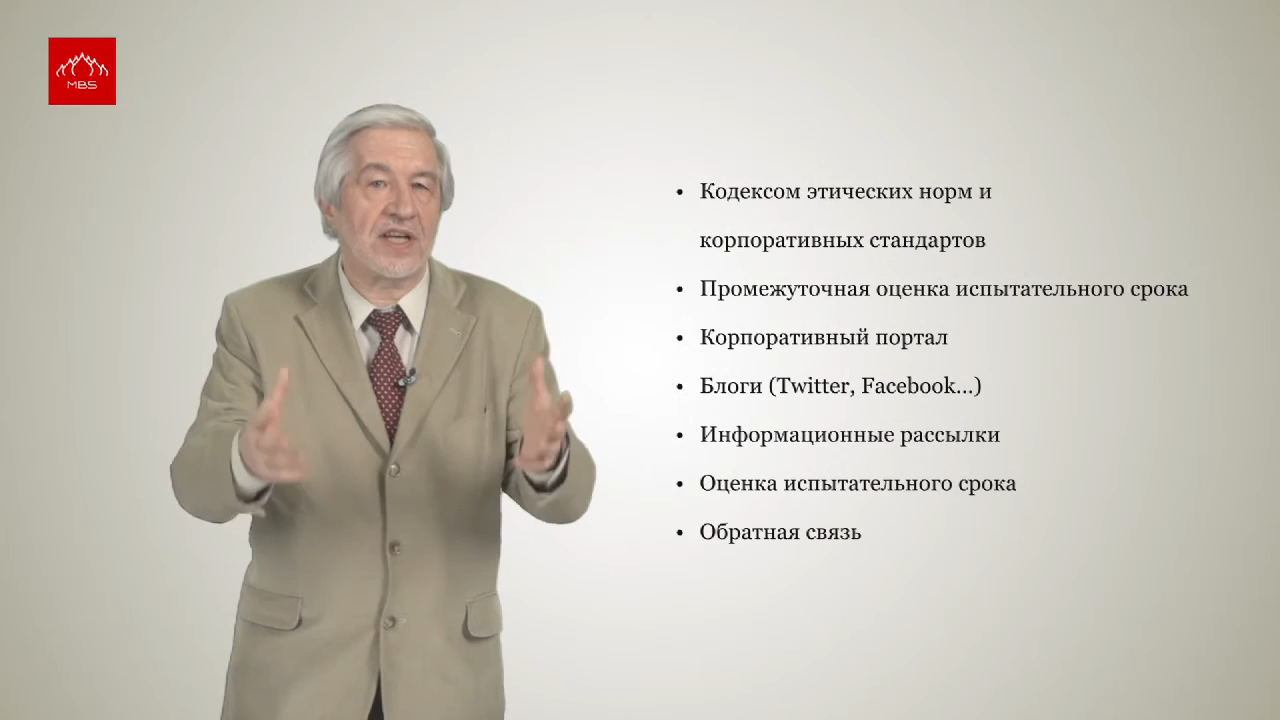 MBS
• Кодексом этических норм и
корпоративных стандартов
• Промежуточная оценка испытательного срока
• Корпоративный портал
• Блоги (Twitter, Facebook...)
• Информационные рассылки
• Оценка испытательного срока
• Обратная связь